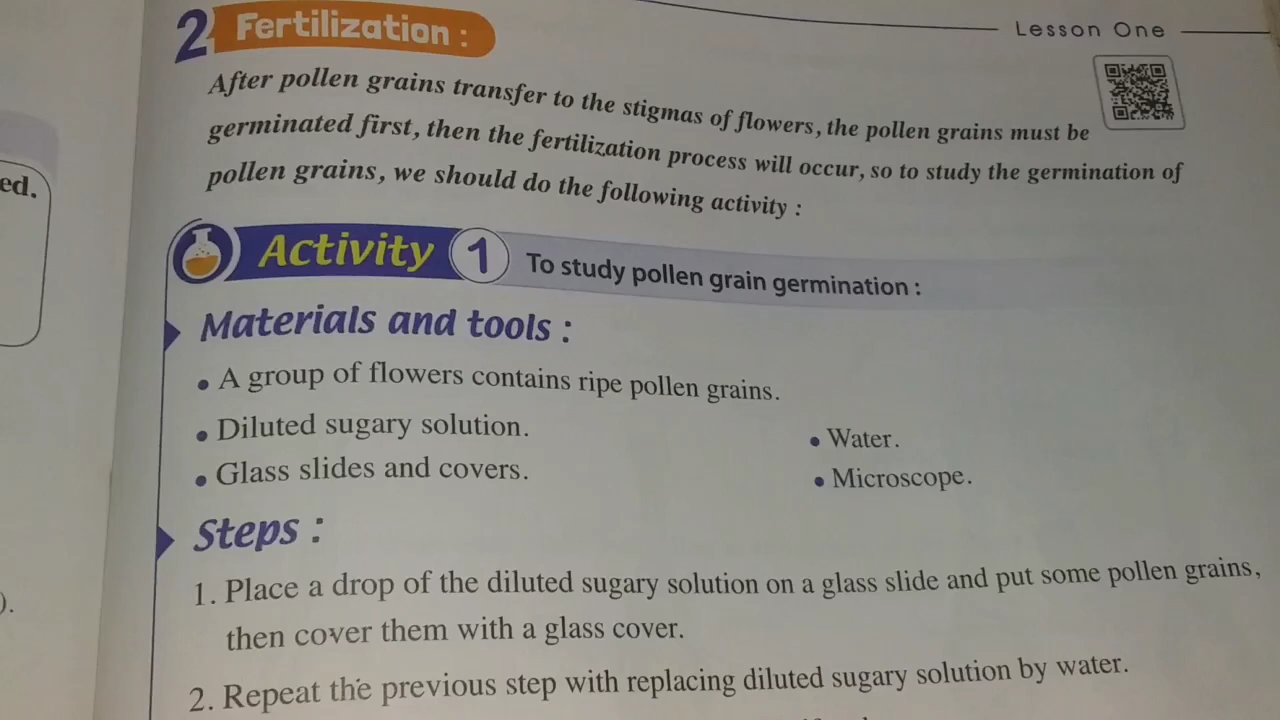 Lesson One
2 Fertilization :
After pollen grains transfer to the stigmas of flowers, the pollen grains must be
germinated first, then the fertilization process will occur, so to study the germination of
pollen grains, we should do the following activity :
Activity 1 To study pollen grain germination :
Materials and tools :
• A group of flowers contains ripe pollen grains.
• Diluted sugary solution.
• Water.
• Glass slides and covers.
• Microscope.
Steps :
1. Place a drop of the diluted sugary solution on a glass slide and put some pollen grains,
then cover them with a glass cover.
2. Repeat the previous step with replacing diluted sugary solution by water.
ed.
).